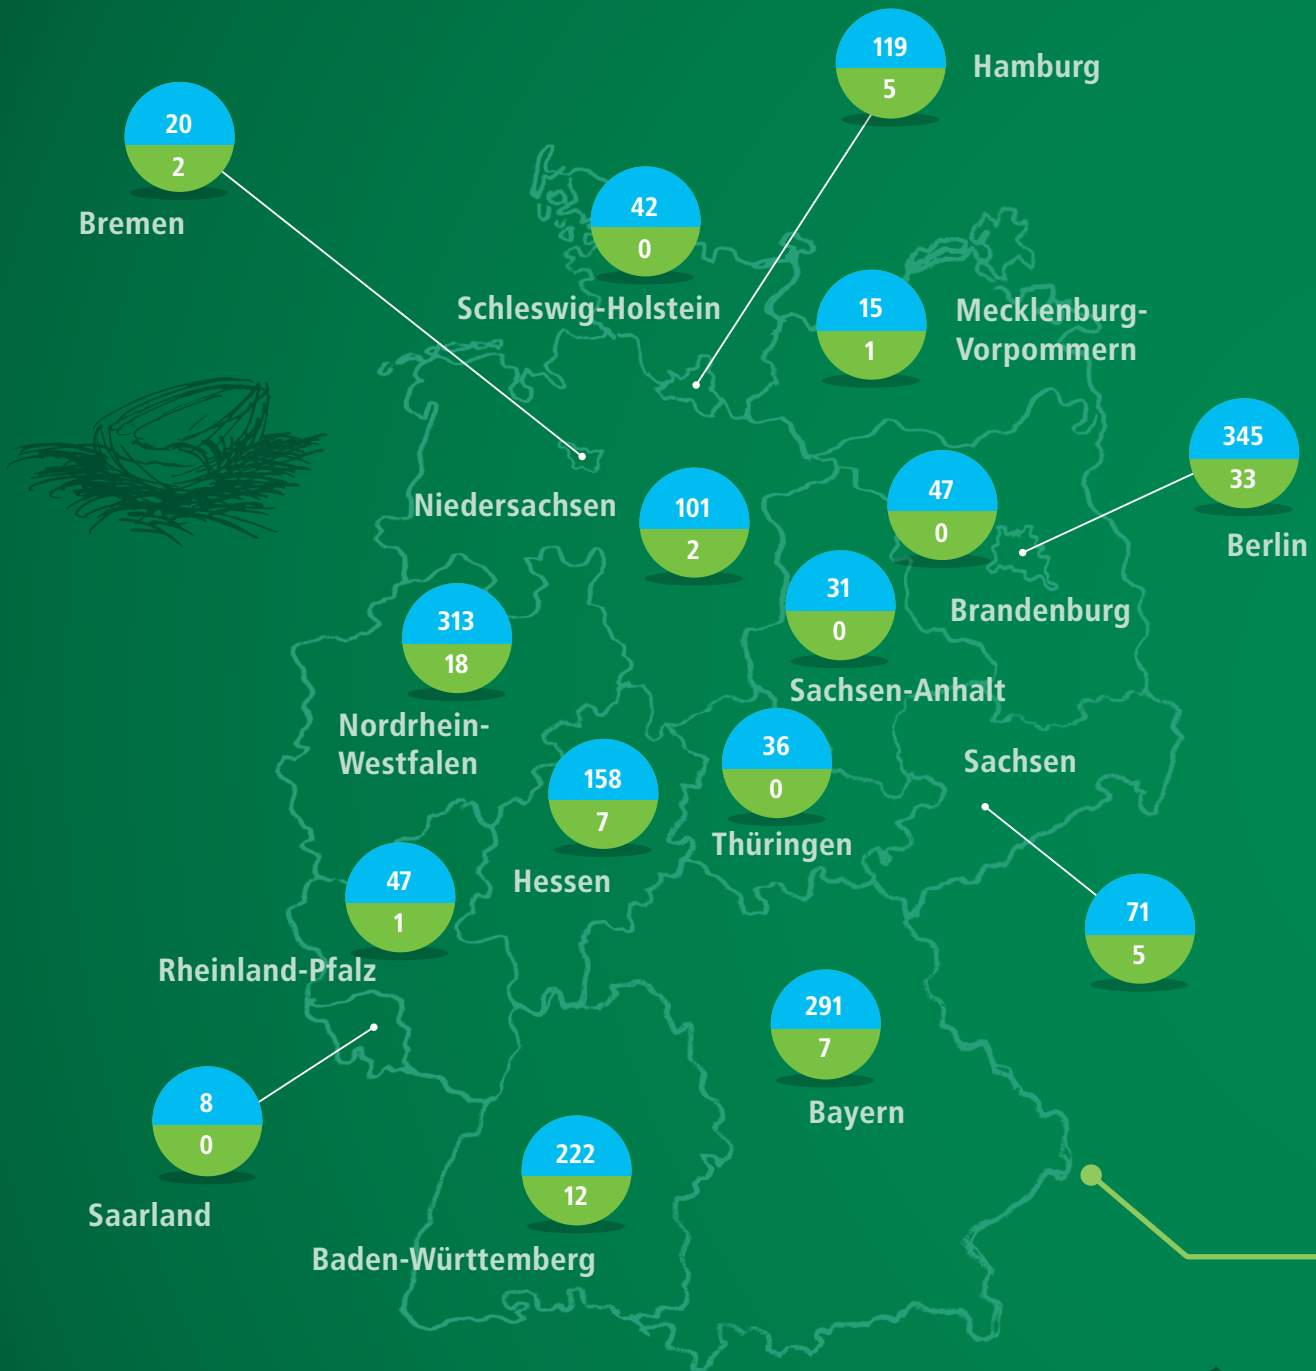 119
5
Hamburg
20
2
Bremen
42
0
Schleswig-Holstein
15
1
Mecklenburg-
Vorpommern
345
33
Berlin
Niedersachsen
101
2
47
0
Brandenburg
31
0
Sachsen-Anhalt
313
18
Nordrhein-
Westfalen
158
7
Hessen
36
0
Thüringen
Sachsen
71
5
47
1
Rheinland-Pfalz
291
7
Bayern
8
0
Saarland
222
12
Baden-Württemberg